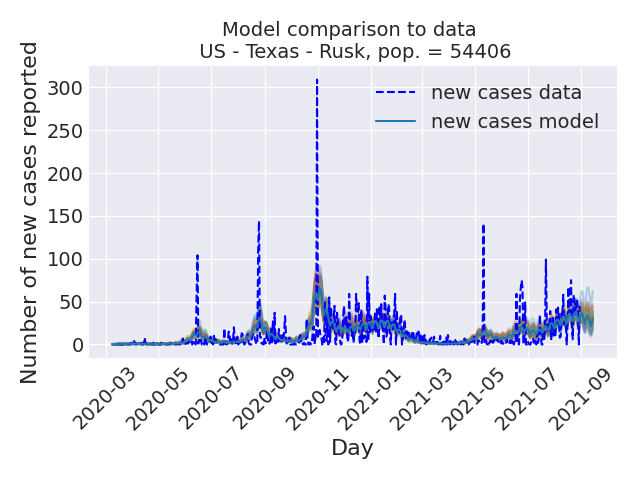 Model comparison to data
US - Texas - Rusk, pop. = 54406
Number of new cases reported
300
250
200
150
100
50
0
new cases data
new cases model
2020-03
2020-05
2020-07
2020-09
2020-11
2021-01
2021-03
2021-05
2021-07
2021-09
Day